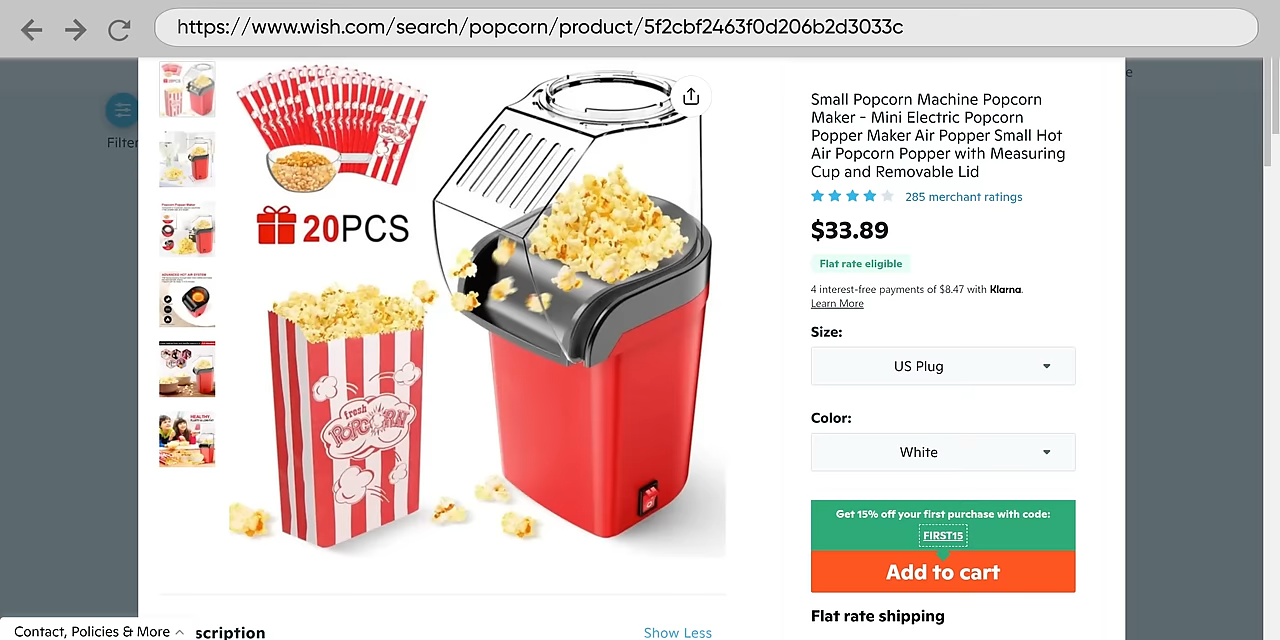 https://www.wish.com/search/popcorn/product/5f2cbf2463f0d206b2d3033c
e
Filter
20PCS
fresh
POPCORN
Small Popcorn Machine Popcorn
Maker - Mini Electric Popcorn
Popper Maker Air Popper Small Hot
Air Popcorn Popper with Measuring
Cup and Removable Lid
285 merchant ratings
$33.89
Flat rate eligible
4 interest-free payments of $8.47 with Klarna.
Learn More
Size:
US Plug
Color:
White
Get 15% off your first purchase with code:
FIRST15
Add to cart
Flat rate shipping
Contact, Policies & More
scription
Show Less